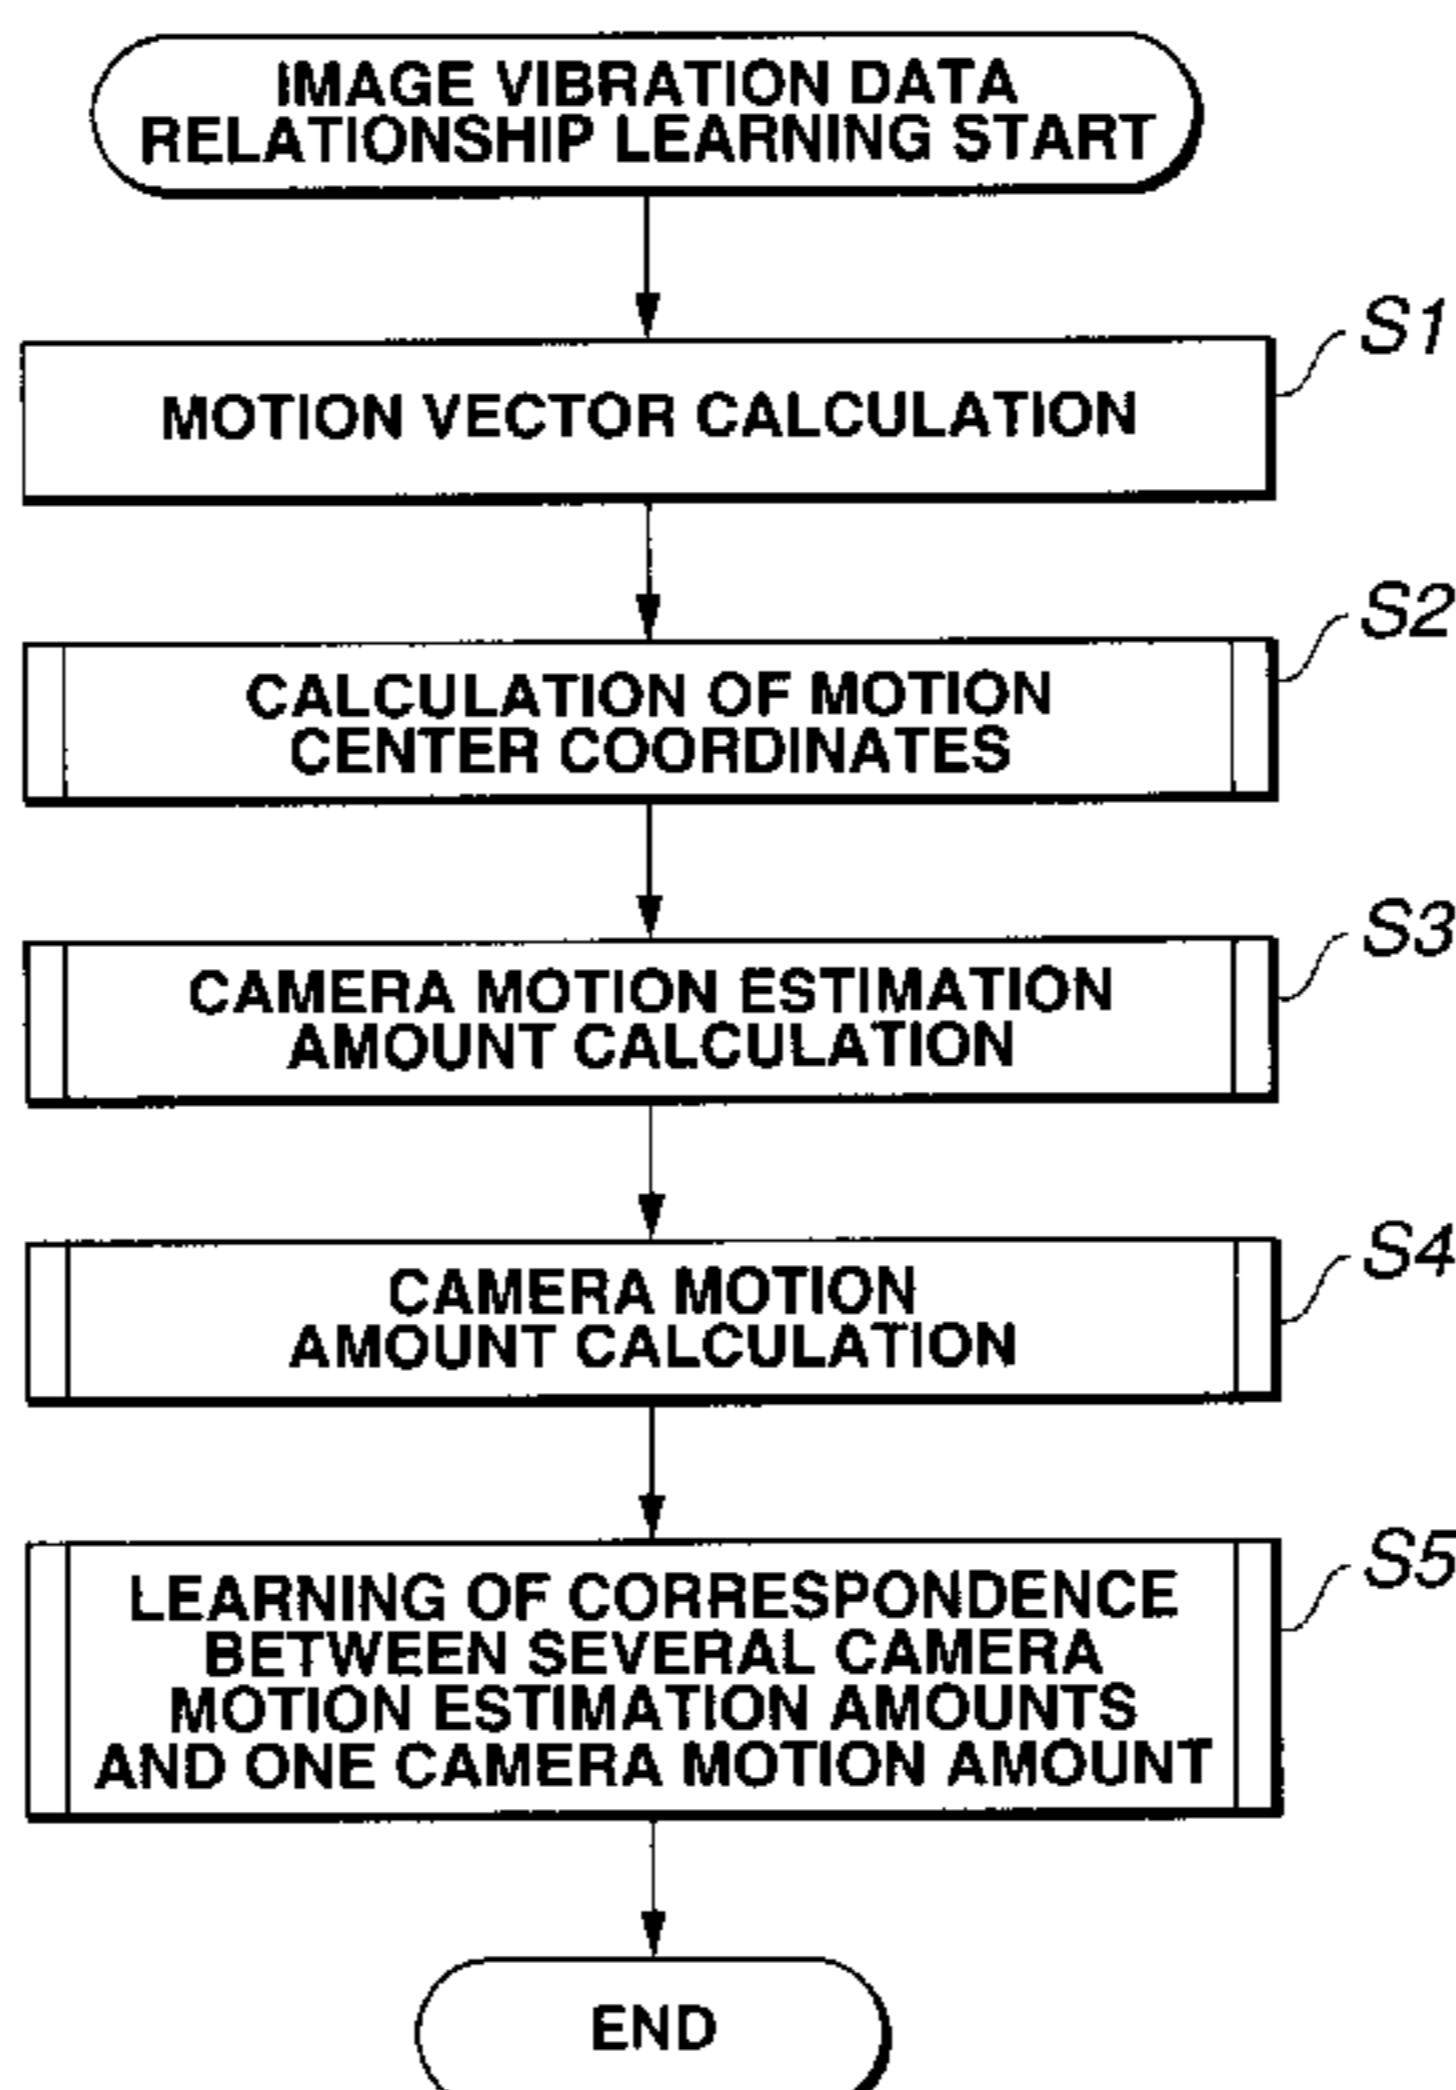 IMAGE VIBRATION DATA
RELATIONSHIP LEARNING START
S1
MOTION VECTOR CALCULATION
S2
CALCULATION OF MOTION
CENTER COORDINATES
S3
CAMERA MOTION ESTIMATION
AMOUNT CALCULATION
S4
CAMERA MOTION
AMOUNT CALCULATION
S5
LEARNING OF CORRESPONDENCE
BETWEEN SEVERAL CAMERA
MOTION ESTIMATION AMOUNTS
AND ONE CAMERA MOTION AMOUNT
END